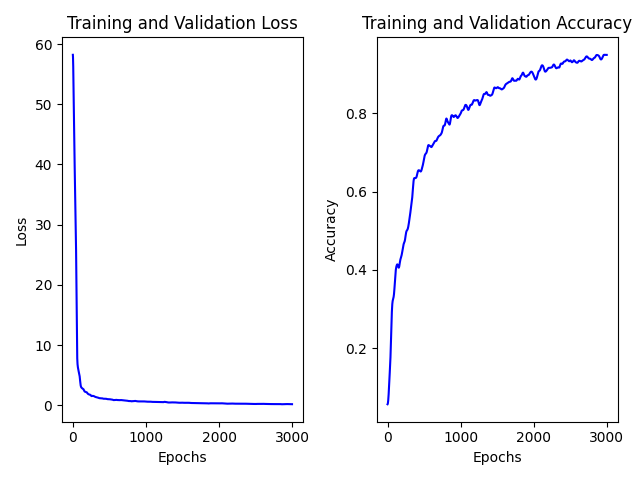 Training and Validation Loss
60
50
40
30
20
10
0
Loss
0 1000 2000 3000
Epochs
Training and Validation Accuracy
0.8
0.6
0.4
0.2
Accuracy
0 1000 2000 3000
Epochs